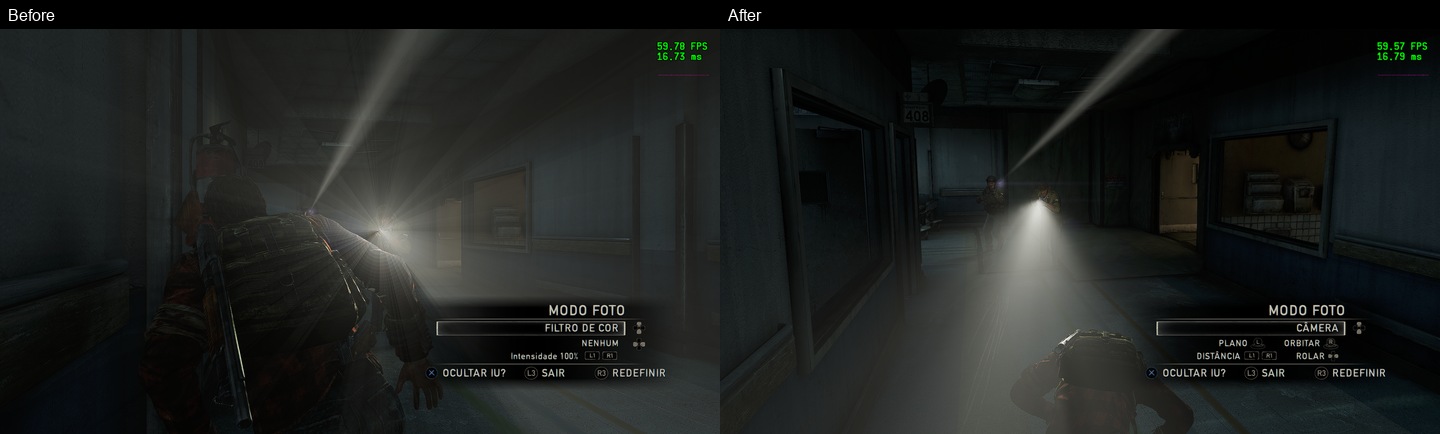 Before
59.70 FPS
16.73 ms
MODO FOTO
FILTRO DE COR
NENHUM
Intensidade 100% L1 R1
OCULTAR IU? L3 SAIR R3 REDEFINIR
After
59.57 FPS
16.79 ms
408
MODO FOTO
CÂMERA
PLANO L ORBITAR R
DISTÂNCIA L1 R1 ROLAR
OCULTAR IU? L3 SAIR R3 REDEFINIR